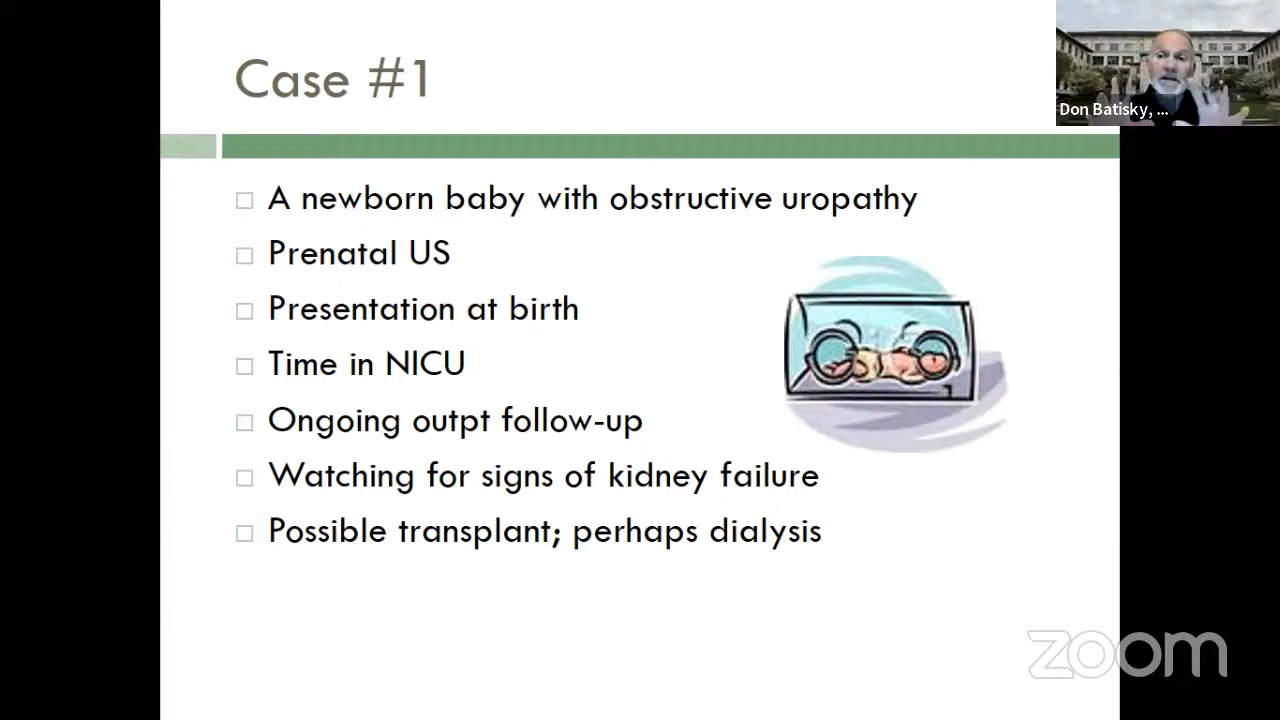 Case #1
Don Batisky, ...
A newborn baby with obstructive uropathy
Prenatal US
Presentation at birth
Time in NICU
Ongoing outpt follow-up
Watching for signs of kidney failure
Possible transplant; perhaps dialysis
zoom